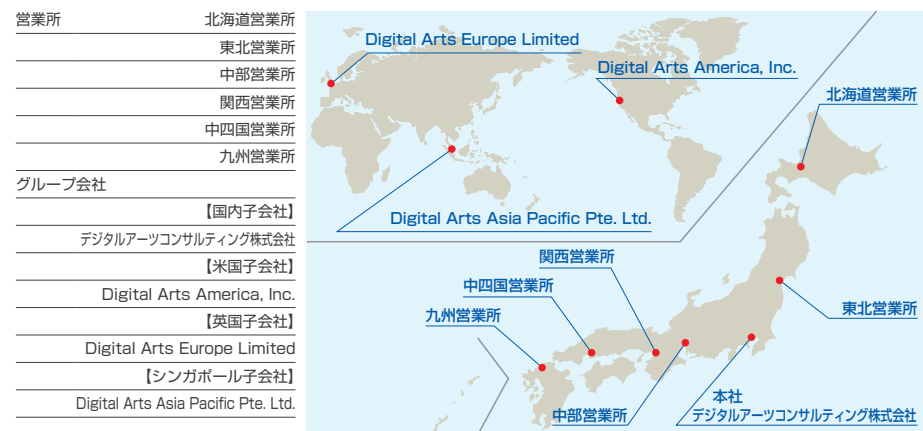 営業所 北海道営業所
東北営業所
中部営業所
関西営業所
中四国営業所
九州営業所
グループ会社
【国内子会社】
デジタルアーツコンサルティング株式会社
【米国子会社】
Digital Arts America, Inc.
【英国子会社】
Digital Arts Europe Limited
【シンガポール子会社】
Digital Arts Asia Pacific Pte. Ltd.
Digital Arts Europe Limited
Digital Arts America, Inc.
北海道営業所
Digital Arts Asia Pacific Pte. Ltd.
関西営業所
中四国営業所
九州営業所
東北営業所
中部営業所
本社
デジタルアーツコンサルティング株式会社